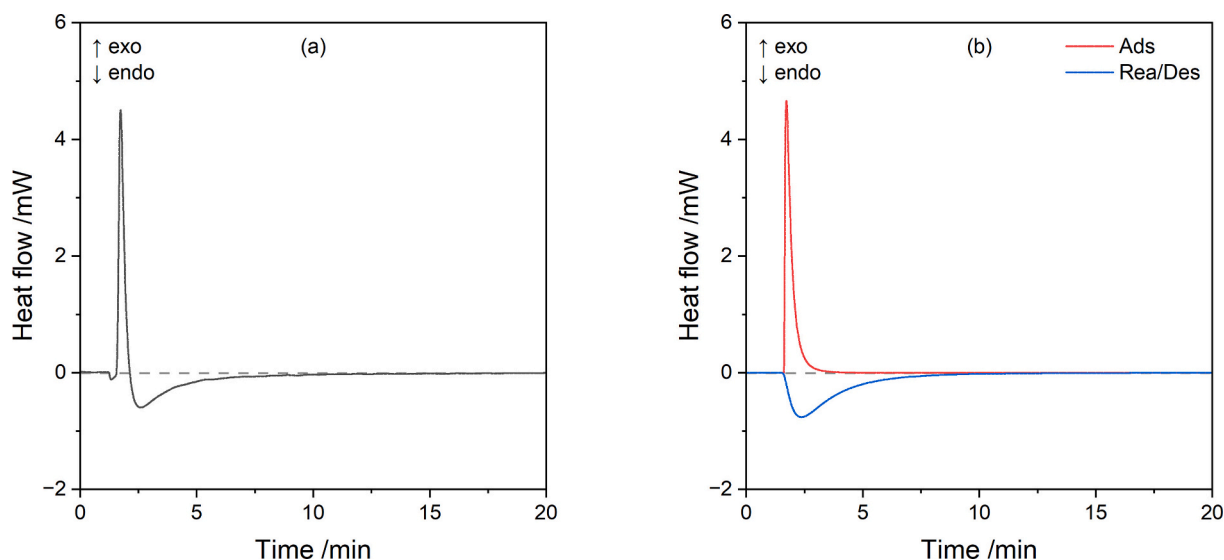 6
↑ exo
↓ endo
(a)
4
2
0
−2
Heat flow /mW
0
5
10
15
20
Time /min
6
↑ exo
↓ endo
(b)
Ads
Rea/Des
4
2
0
−2
Heat flow /mW
0
5
10
15
20
Time /min